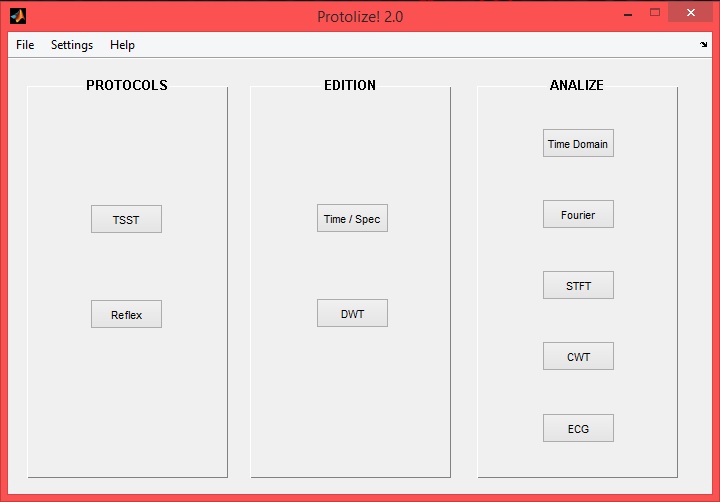 Protolize! 2.0
File Settings Help
PROTOCOLS
TSST
Reflex
EDITION
Time / Spec
DWT
ANALIZE
Time Domain
Fourier
STFT
CWT
ECG